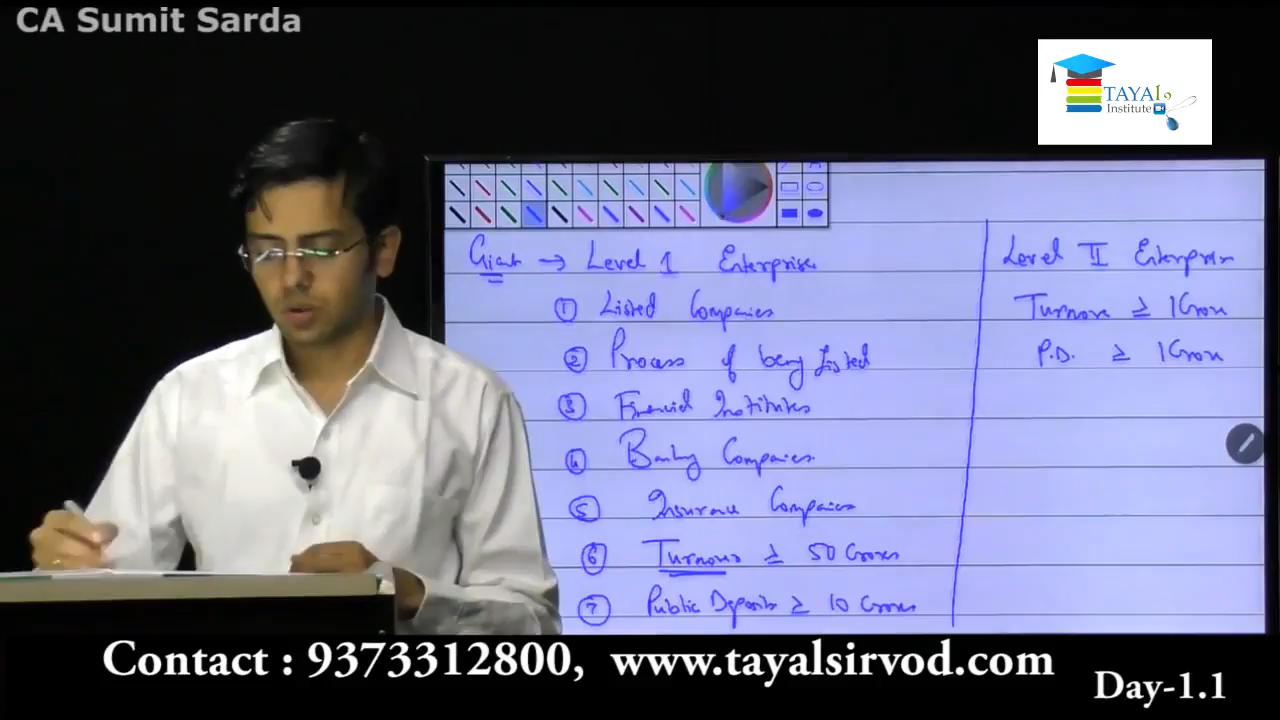 CA Sumit Sarda
TAYAL's
Institute
Giant → Level 1 Enterprises
① Listed Companies
② Process of being Listed
③ Financial Institutes
④ Banking Companies
⑤ Insurance Companies
⑥ Turnover ≥ 50 Crores
⑦ Public Deposits ≥ 10 Crores
Level II Enterprises
Turnover ≥ 1 Crore
P.D. ≥ 1 Crore
Contact : 9373312800, www.tayalsirvod.com
Day-1.1